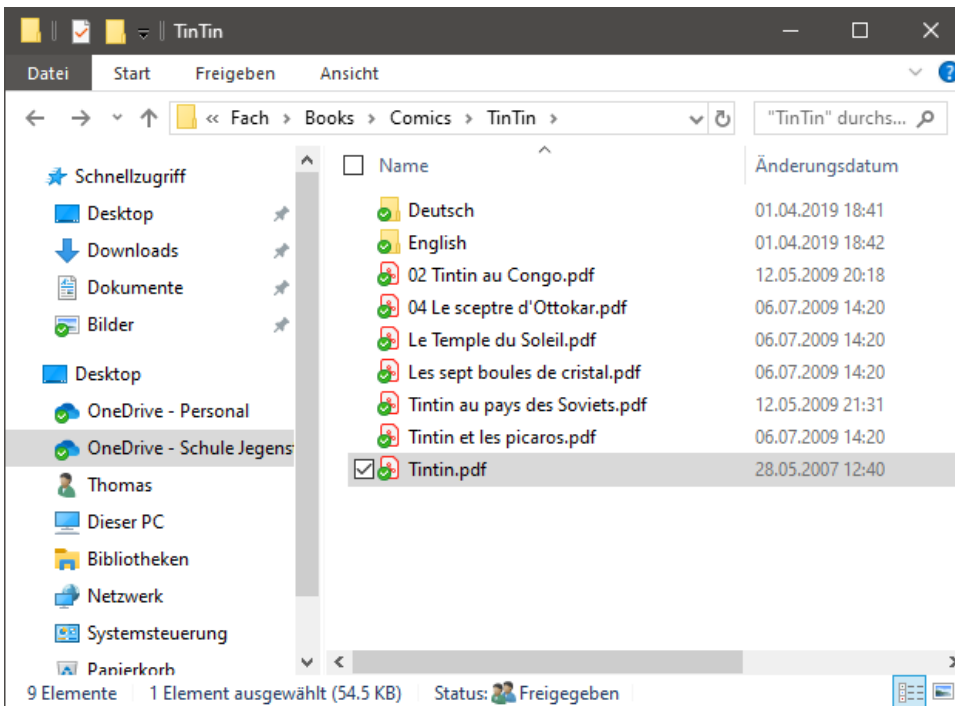 TinTin
Datei Start Freigeben Ansicht
« Fach > Books > Comics > TinTin > "TinTin" durchs...
Name Änderungsdatum
Schnellzugriff
Desktop
Downloads
Dokumente
Bilder
Desktop
OneDrive - Personal
OneDrive - Schule Jegens
Thomas
Dieser PC
Bibliotheken
Netzwerk
Systemsteuerung
Papierkorb
Deutsch 01.04.2019 18:41
English 01.04.2019 18:42
02 Tintin au Congo.pdf 12.05.2009 20:18
04 Le sceptre d'Ottokar.pdf 06.07.2009 14:20
Le Temple du Soleil.pdf 06.07.2009 14:20
Les sept boules de cristal.pdf 06.07.2009 14:20
Tintin au pays des Soviets.pdf 12.05.2009 21:31
Tintin et les picaros.pdf 06.07.2009 14:20
Tintin.pdf 28.05.2007 12:40
9 Elemente 1 Element ausgewählt (54.5 KB) Status: Freigegeben